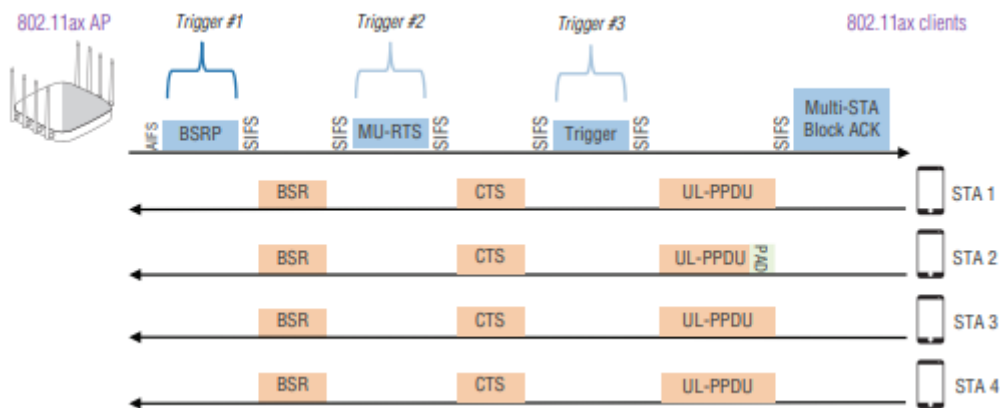 802.11ax AP
Trigger #1
Trigger #2
Trigger #3
802.11ax clients
AIFS
BSRP
SIFS
SIFS
MU-RTS
SIFS
SIFS
Trigger
SIFS
SIFS
Multi-STA
Block ACK
BSR
CTS
UL-PPDU
STA 1
BSR
CTS
UL-PPDU
PAD
STA 2
BSR
CTS
UL-PPDU
STA 3
BSR
CTS
UL-PPDU
STA 4